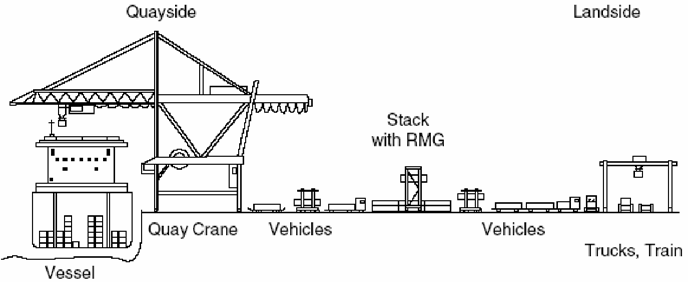 Quayside
Landside
Stack
with RMG
Quay Crane
Vehicles
Vehicles
Trucks, Train
Vessel